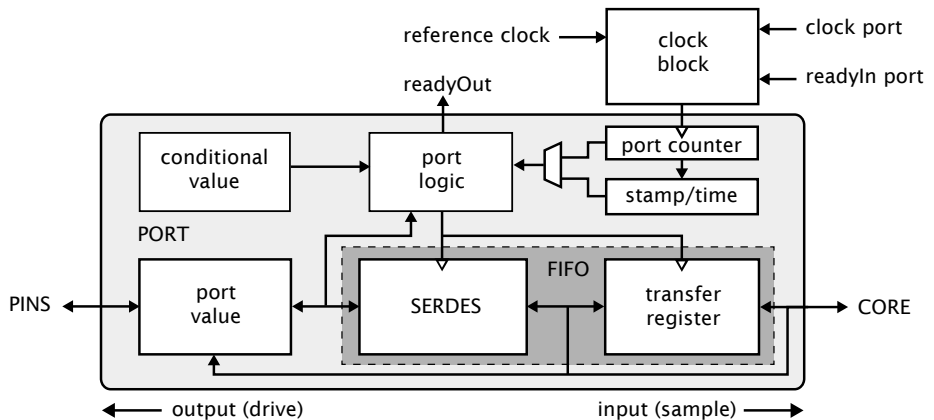 reference clock
clock
block
clock port
readyIn port
readyOut
conditional
value
port
logic
port counter
stamp/time
PORT
FIFO
PINS
port
value
SERDES
transfer
register
CORE
output (drive)
input (sample)